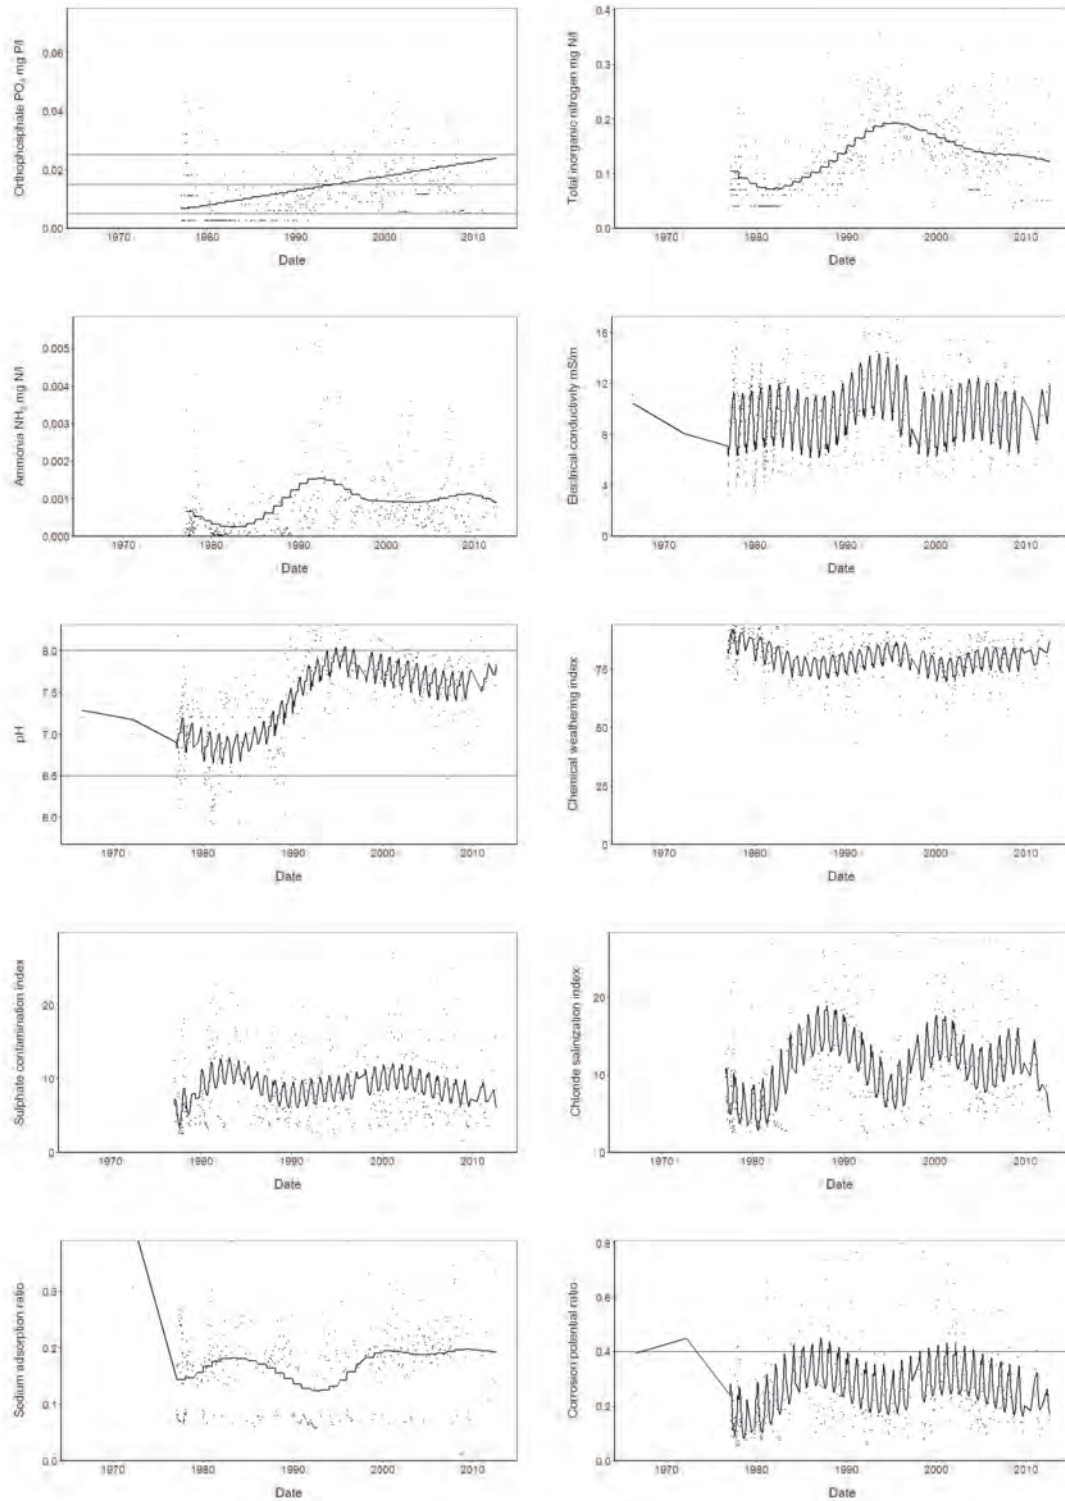 Orthophosphate PO4 mg P/l
0.06
0.04
0.02
0.00
1970 1980 1990 2000 2010
Date
Total inorganic nitrogen mg N/l
0.4
0.3
0.2
0.1
0.0
1970 1980 1990 2000 2010
Date
Ammonia NH3 mg N/l
0.005
0.004
0.003
0.002
0.001
0.000
1970 1980 1990 2000 2010
Date
Electrical conductivity mS/m
16
12
8
4
0
1970 1980 1990 2000 2010
Date
pH
8.0
7.5
7.0
6.5
6.0
1970 1980 1990 2000 2010
Date
Chemical weathering index
75
50
25
0
1970 1980 1990 2000 2010
Date
Sulphate contamination index
20
10
0
1970 1980 1990 2000 2010
Date
Chloride salinization index
20
10
0
1970 1980 1990 2000 2010
Date
Sodium adsorption ratio
0.3
0.2
0.1
0.0
1970 1980 1990 2000 2010
Date
Corrosion potential ratio
0.8
0.6
0.4
0.2
0.0
1970 1980 1990 2000 2010
Date